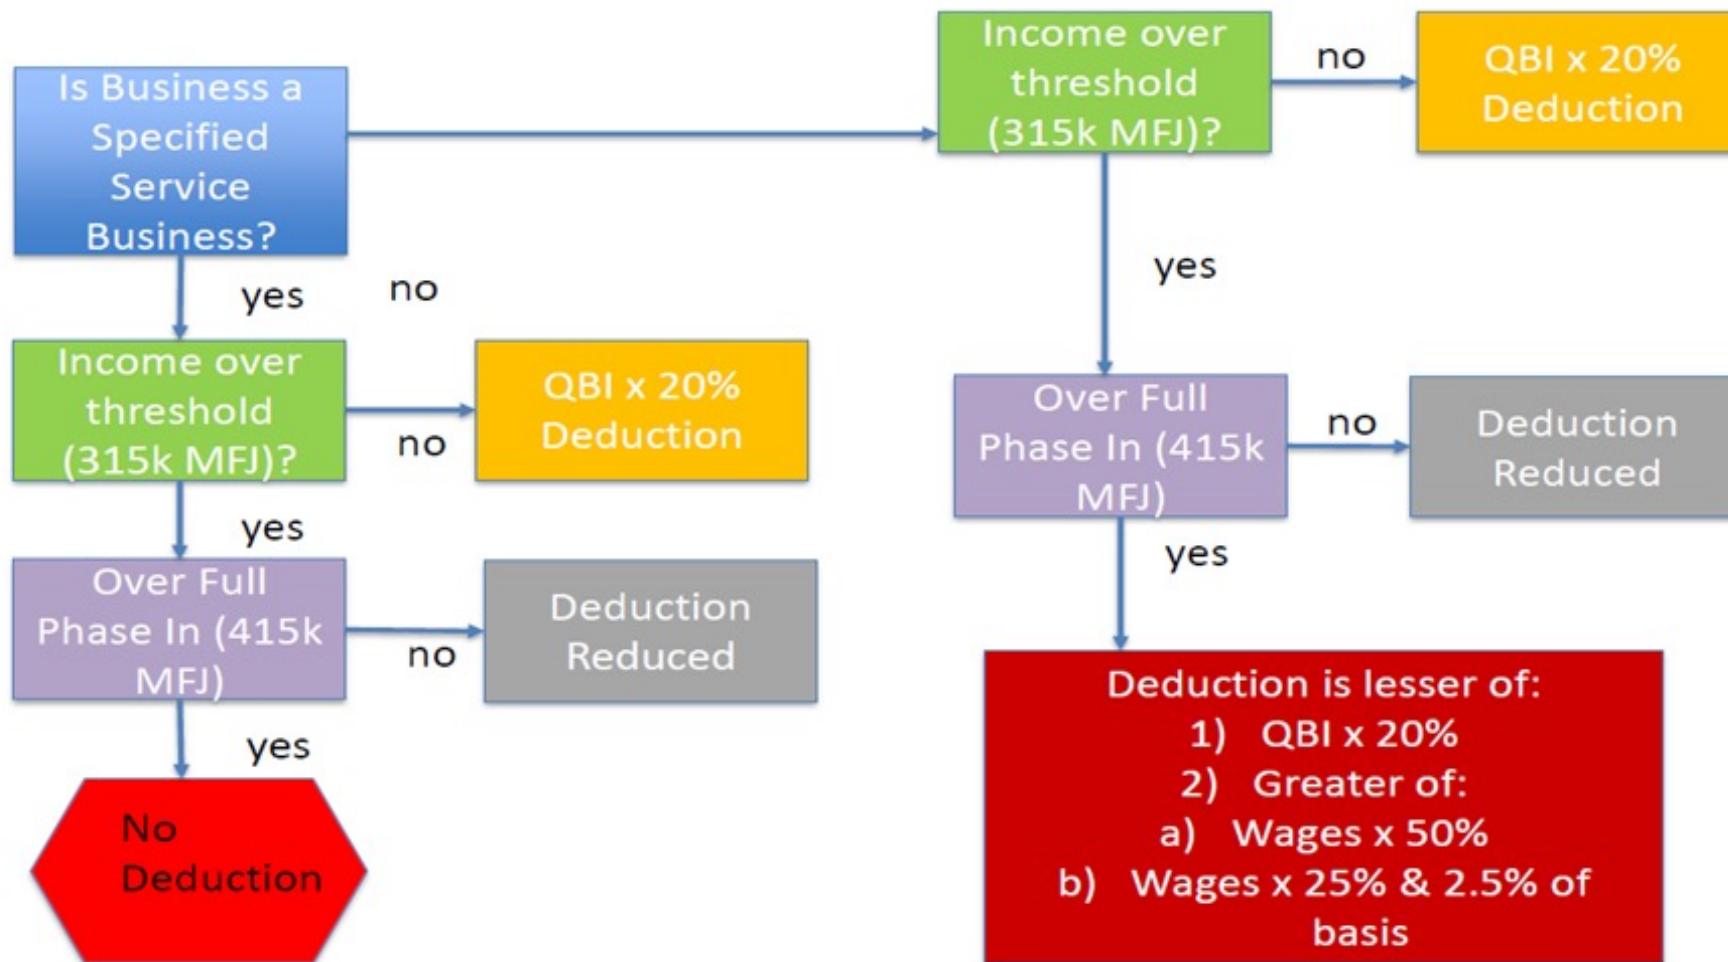 Is Business a
Specified
Service
Business?
yes
no
Income over
threshold
(315k MFJ)?
no
QBI x 20%
Deduction
yes
Over Full
Phase In (415k
MFJ)
no
Deduction
Reduced
yes
No
Deduction
Income over
threshold
(315k MFJ)?
no
QBI x 20%
Deduction
yes
Over Full
Phase In (415k
MFJ)
no
Deduction
Reduced
yes
Deduction is lesser of:
1) QBI x 20%
2) Greater of:
a) Wages x 50%
b) Wages x 25% & 2.5% of
basis